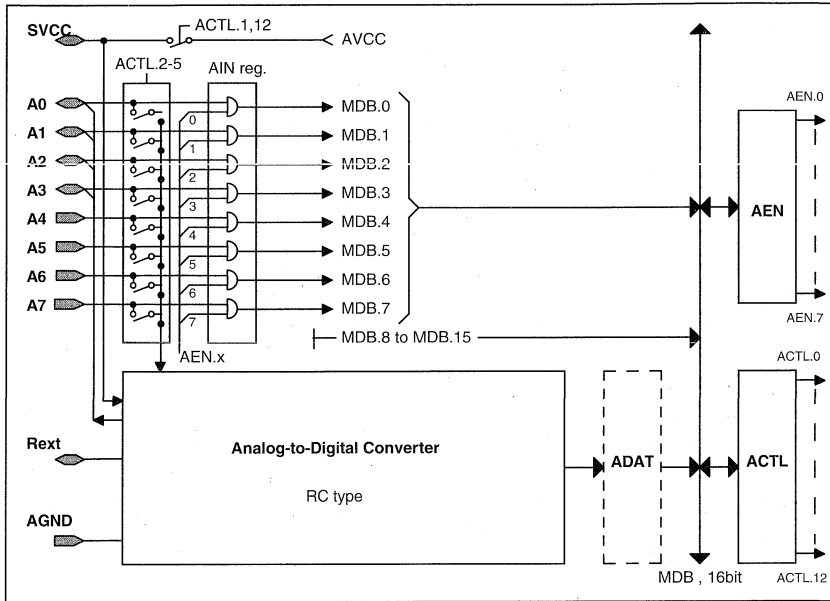 SVCC
ACTL.1,12
AVCC
ACTL.2-5
AIN reg.
A0
0
MDB.0
A1
1
MDB.1
A2
2
MDB.2
A3
3
MDB.3
A4
4
MDB.4
A5
5
MDB.5
A6
6
MDB.6
A7
7
MDB.7
AEN.x
MDB.8 to MDB.15
AEN.0
AEN
AEN.7
ACTL.0
Rext
Analog-to-Digital Converter
RC type
ADAT
ACTL
AGND
MDB , 16bit
ACTL.12